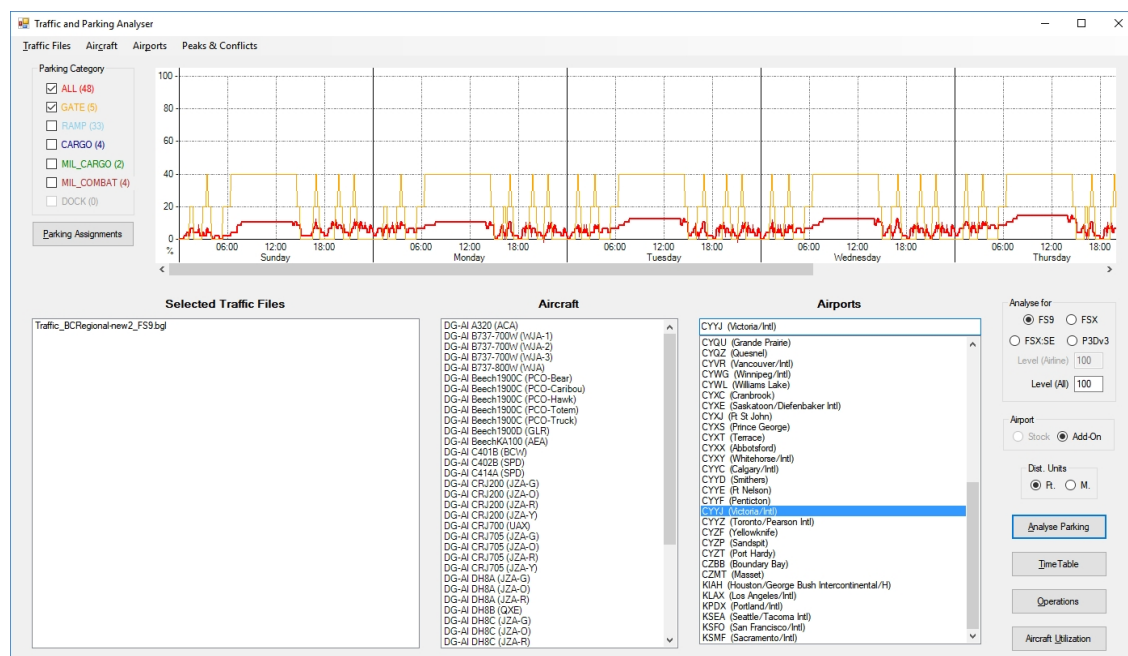 Traffic and Parking Analyser
Traffic Files Aircraft Airports Peaks & Conflicts
Parking Category
ALL (48)
GATE (5)
RAMP (33)
CARGO (4)
MIL_CARGO (2)
MIL_COMBAT (4)
DOCK (0)
Parking Assignments
100
80
60
40
20
0
%
06:00 12:00 18:00 06:00 12:00 18:00 06:00 12:00 18:00 06:00 12:00 18:00 06:00 12:00 18:00
Sunday Monday Tuesday Wednesday Thursday
Selected Traffic Files
Traffic_BCRegional-new2_FS9.bgl
Aircraft
DG-AI A320 (ACA)
DG-AI B737-700W (WJA-1)
DG-AI B737-700W (WJA-2)
DG-AI B737-700W (WJA-3)
DG-AI B737-800W (WJA)
DG-AI Beech1900C (PCO-Bear)
DG-AI Beech1900C (PCO-Caribou)
DG-AI Beech1900C (PCO-Hawk)
DG-AI Beech1900C (PCO-Totem)
DG-AI Beech1900C (PCO-Truck)
DG-AI Beech1900D (GLR)
DG-AI BeechKA100 (AEA)
DG-AI C401B (BCW)
DG-AI C402B (SPD)
DG-AI C414A (SPD)
DG-AI CRJ200 (JZA-G)
DG-AI CRJ200 (JZA-O)
DG-AI CRJ200 (JZA-R)
DG-AI CRJ200 (JZA-Y)
DG-AI CRJ700 (UAX)
DG-AI CRJ705 (JZA-G)
DG-AI CRJ705 (JZA-O)
DG-AI CRJ705 (JZA-R)
DG-AI CRJ705 (JZA-Y)
DG-AI DH8A (JZA-G)
DG-AI DH8A (JZA-O)
DG-AI DH8A (JZA-R)
DG-AI DH8B (QXE)
DG-AI DH8C (JZA-G)
DG-AI DH8C (JZA-O)
DG-AI DH8C (JZA-R)
Airports
CYYJ (Victoria/Intl)
CYQU (Grande Prairie)
CYQZ (Quesnel)
CYVR (Vancouver/Intl)
CYWG (Winnipeg/Intl)
CYWL (Williams Lake)
CYXC (Cranbrook)
CYXE (Saskatoon/Diefenbaker Intl)
CYXJ (Ft St John)
CYXS (Prince George)
CYXT (Terrace)
CYXX (Abbotsford)
CYXY (Whitehorse/Intl)
CYYC (Calgary/Intl)
CYYD (Smithers)
CYYE (Ft Nelson)
CYYF (Penticton)
CYYJ (Victoria/Intl)
CYYZ (Toronto/Pearson Intl)
CYZF (Yellowknife)
CYZP (Sandspit)
CYZT (Port Hardy)
CZBB (Boundary Bay)
CZMT (Masset)
KIAH (Houston/George Bush Intercontinental/H)
KLAX (Los Angeles/Intl)
KPDX (Portland/Intl)
KSEA (Seattle/Tacoma Intl)
KSFO (San Francisco/Intl)
KSMF (Sacramento/Intl)
Analyse for
FS9 FSX
FSX:SE P3Dv3
Level (Airline) 100
Level (All) 100
Airport
Stock Add-On
Dist. Units
Ft. M.
Analyse Parking
TimeTable
Operations
Aircraft Utilization